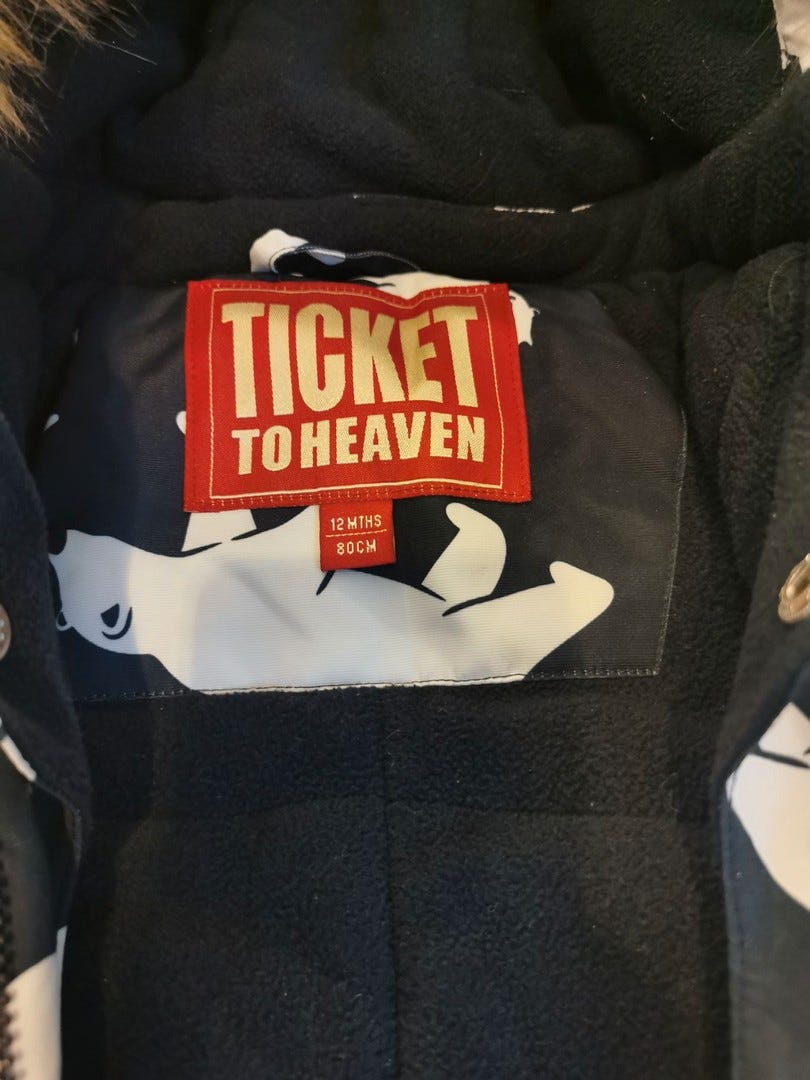 TICKET
TO HEAVEN
12 MTHS
80CM